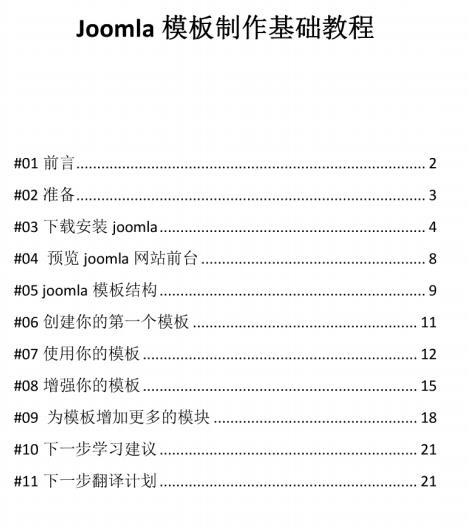 Joomla 模板制作基础教程
#01 前言 ........ 2
#02 准备 ........ 3
#03 下载安装 joomla ........ 4
#04 预览 joomla 网站前台 ........ 8
#05 joomla 模板结构 ........ 9
#06 创建你的第一个模板 ........ 11
#07 使用你的模板 ........ 12
#08 增强你的模板 ........ 15
#09 为模板增加更多的模块 ........ 18
#10 下一步学习建议 ........ 21
#11 下一步翻译计划 ........ 21